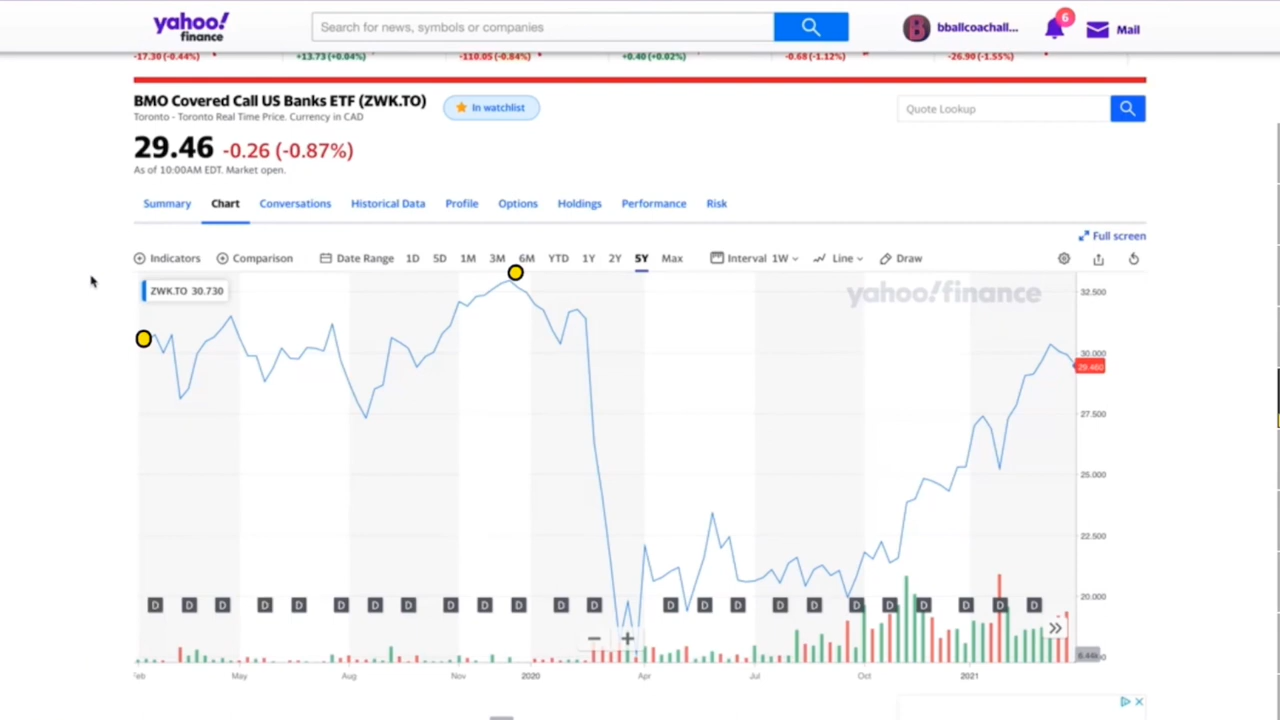 yahoo!
finance
Search for news, symbols or companies
B
bballcoachall...
6
Mail
-17.30 (-0.44%)
+13.73 (+0.04%)
-110.05 (-0.84%)
+0.40 (+0.02%)
-0.68 (-1.12%)
-26.90 (-1.55%)
BMO Covered Call US Banks ETF (ZWK.TO)
In watchlist
Toronto - Toronto Real Time Price. Currency in CAD
Quote Lookup
29.46 -0.26 (-0.87%)
As of 10:00AM EDT. Market open.
Summary Chart Conversations Historical Data Profile Options Holdings Performance Risk
Full screen
Indicators Comparison Date Range 1D 5D 1M 3M 6M YTD 1Y 2Y 5Y Max Interval 1W Line Draw
ZWK.TO 30.730
yahoo!finance
32.500
30.000
29.460
27.500
25.000
22.500
20.000
D D D D D D D D D D D D D D D D D D D D D D D D D
Feb May Aug Nov 2020 Apr Jul Oct 2021